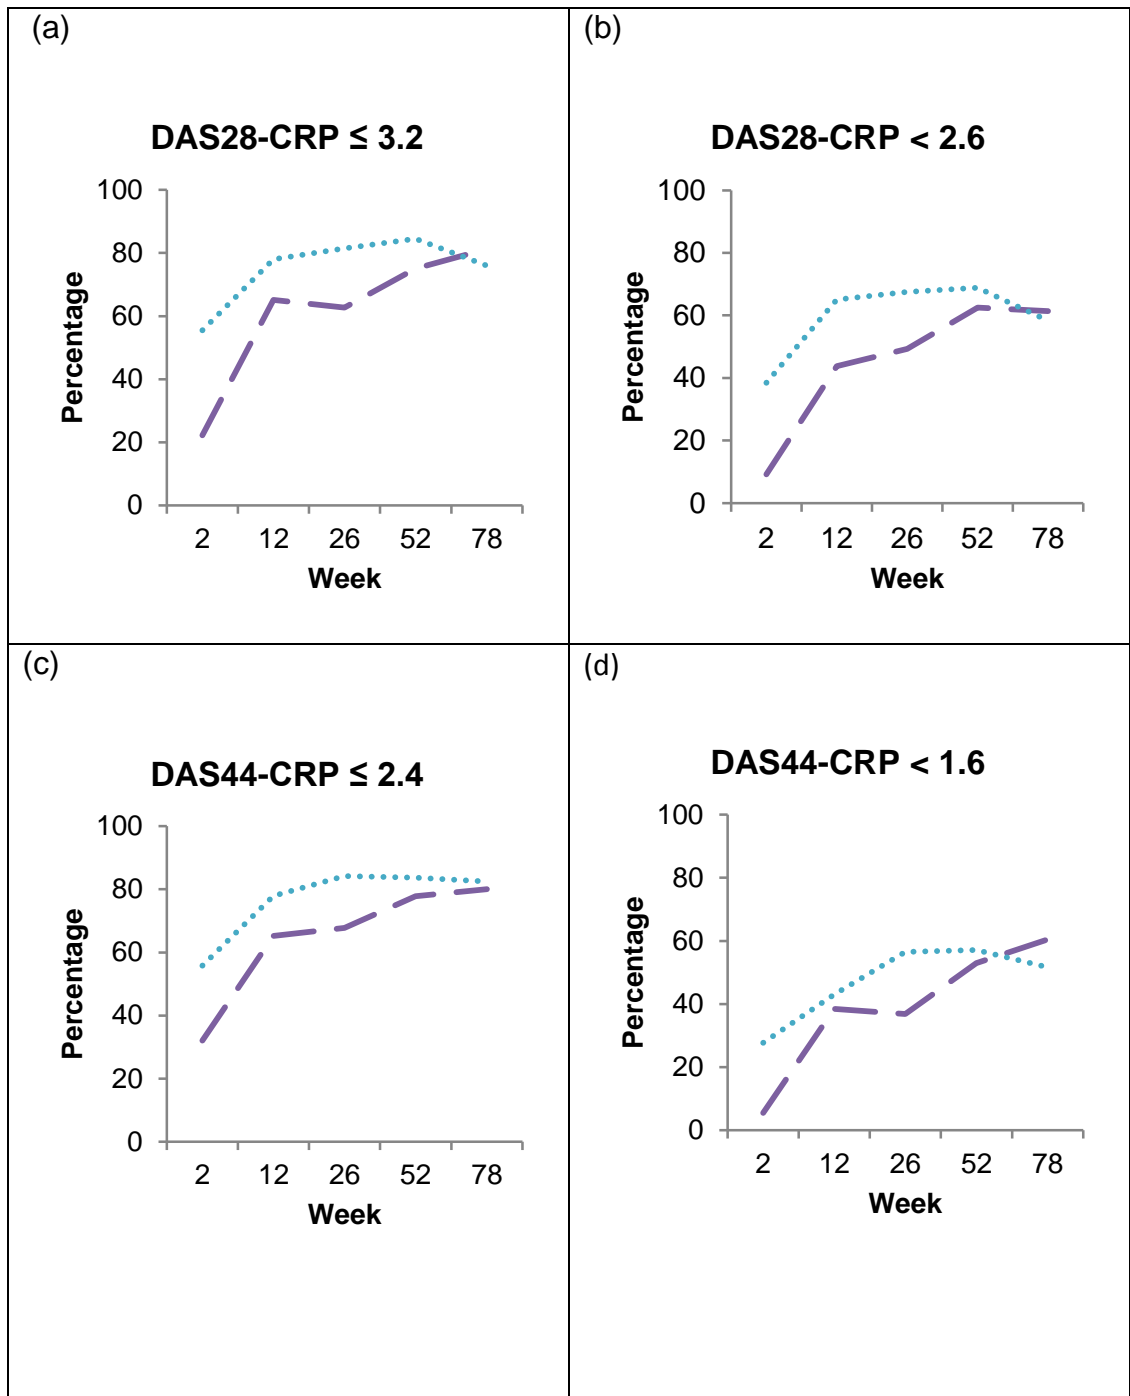 (a)
DAS28-CRP ≤ 3.2
Percentage
100
80
60
40
20
0
2 12 26 52 78
Week
(b)
DAS28-CRP < 2.6
Percentage
100
80
60
40
20
0
2 12 26 52 78
Week
(c)
DAS44-CRP ≤ 2.4
Percentage
100
80
60
40
20
0
2 12 26 52 78
Week
(d)
DAS44-CRP < 1.6
Percentage
100
80
60
40
20
0
2 12 26 52 78
Week